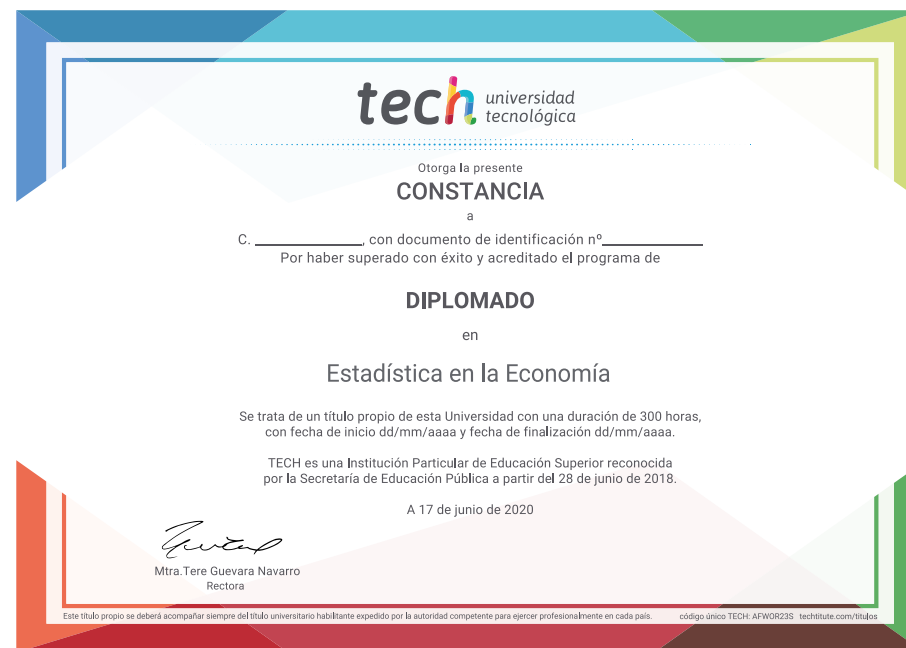 tech universidad
tecnológica
Otorga la presente
CONSTANCIA
a
C. ______________, con documento de identificación nº_____________
Por haber superado con éxito y acreditado el programa de
DIPLOMADO
en
Estadística en la Economía
Se trata de un título propio de esta Universidad con una duración de 300 horas,
con fecha de inicio dd/mm/aaaa y fecha de finalización dd/mm/aaaa.
TECH es una Institución Particular de Educación Superior reconocida
por la Secretaría de Educación Pública a partir del 28 de junio de 2018.
A 17 de junio de 2020
Mtra.Tere Guevara Navarro
Rectora
Este título propio se deberá acompañar siempre del título universitario habilitante expedido por la autoridad competente para ejercer profesionalmente en cada país. código único TECH: AFWOR23S techtitute.com/titulos